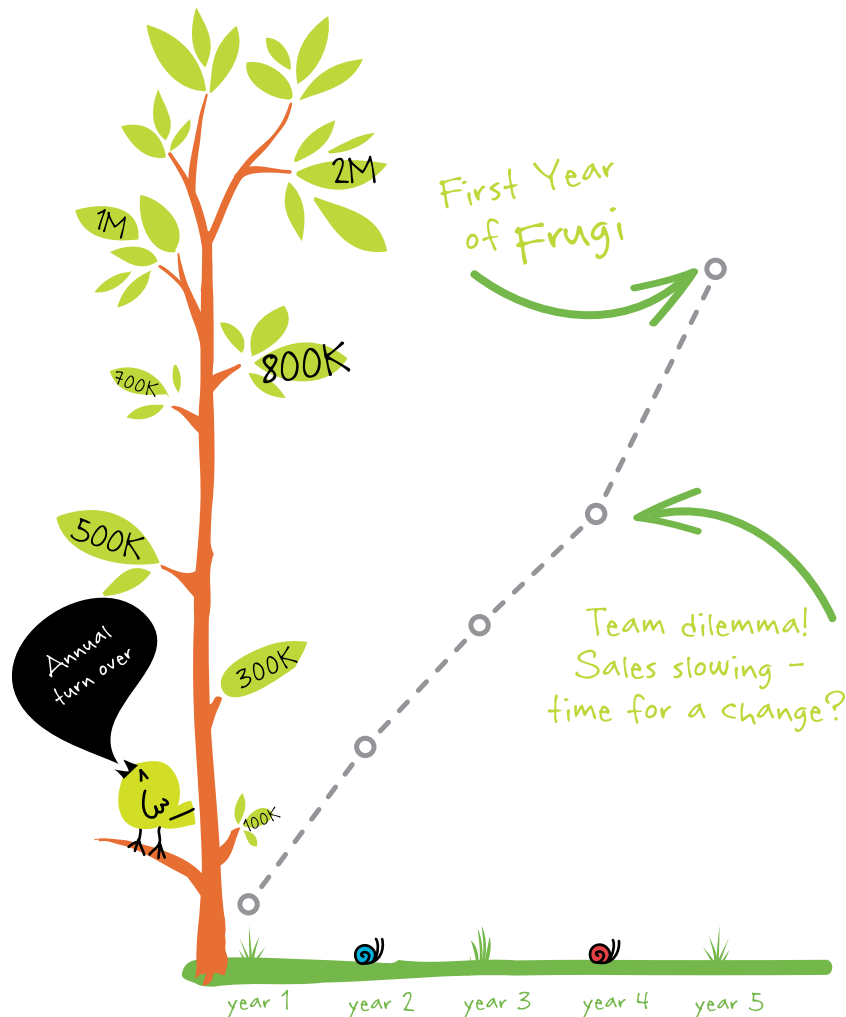 2M
First Year
of Frugi
1M
800K
700K
500K
Annual
turn over
Team dilemma!
Sales slowing -
time for a change?
300K
100K
year 1 year 2 year 3 year 4 year 5